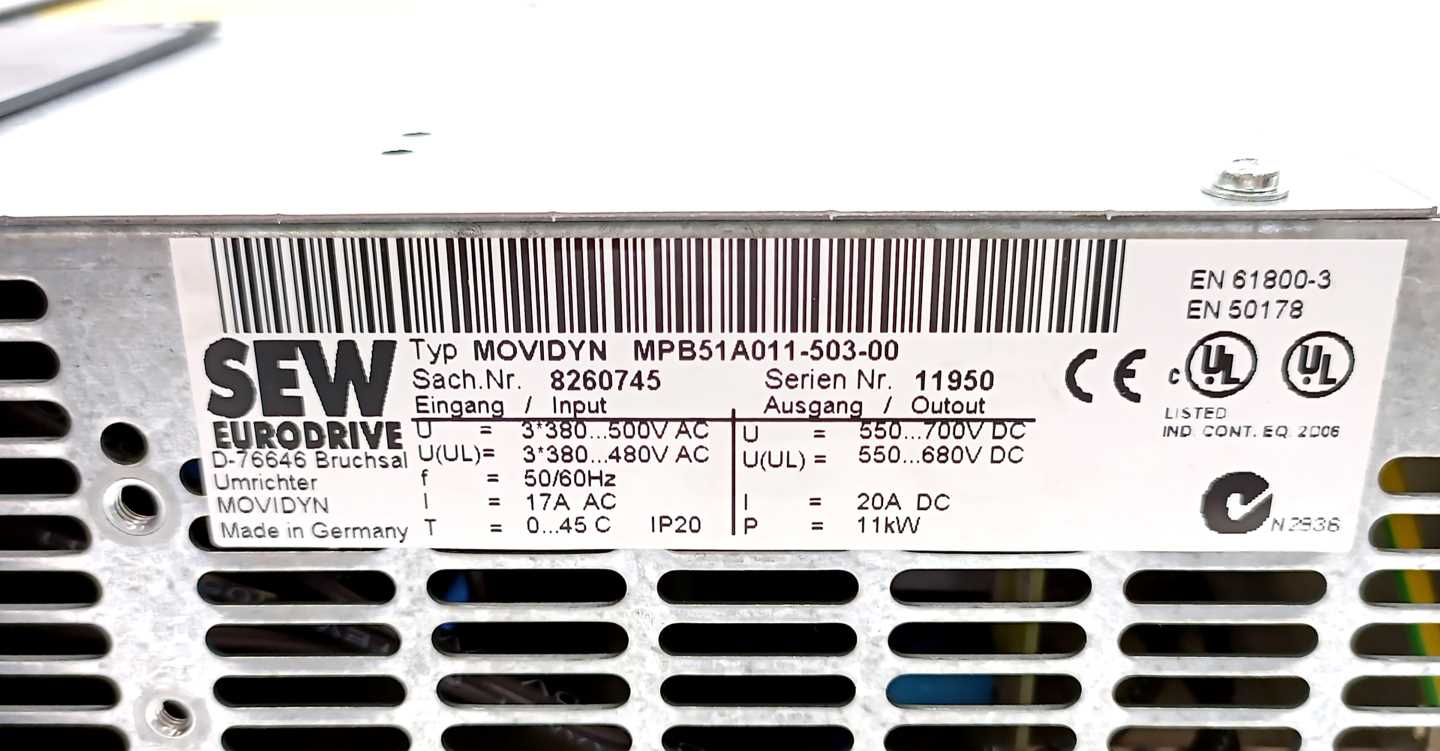 EN 61800-3
EN 50178
SEW
EURODRIVE
D-76646 Bruchsal
Umrichter
MOVIDYN
Made in Germany
Typ MOVIDYN MPB51A011-503-00
Sach.Nr. 8260745 Serien Nr. 11950
Eingang / Input Ausgang / Outout
U = 3*380...500V AC U = 550...700V DC
U(UL)= 3*380...480V AC U(UL) = 550...680V DC
f = 50/60Hz
I = 17A AC I = 20A DC
T = 0...45 C IP20 P = 11kW
CE
c UL UL
LISTED
IND. CONT. EQ. 2D06
N2936